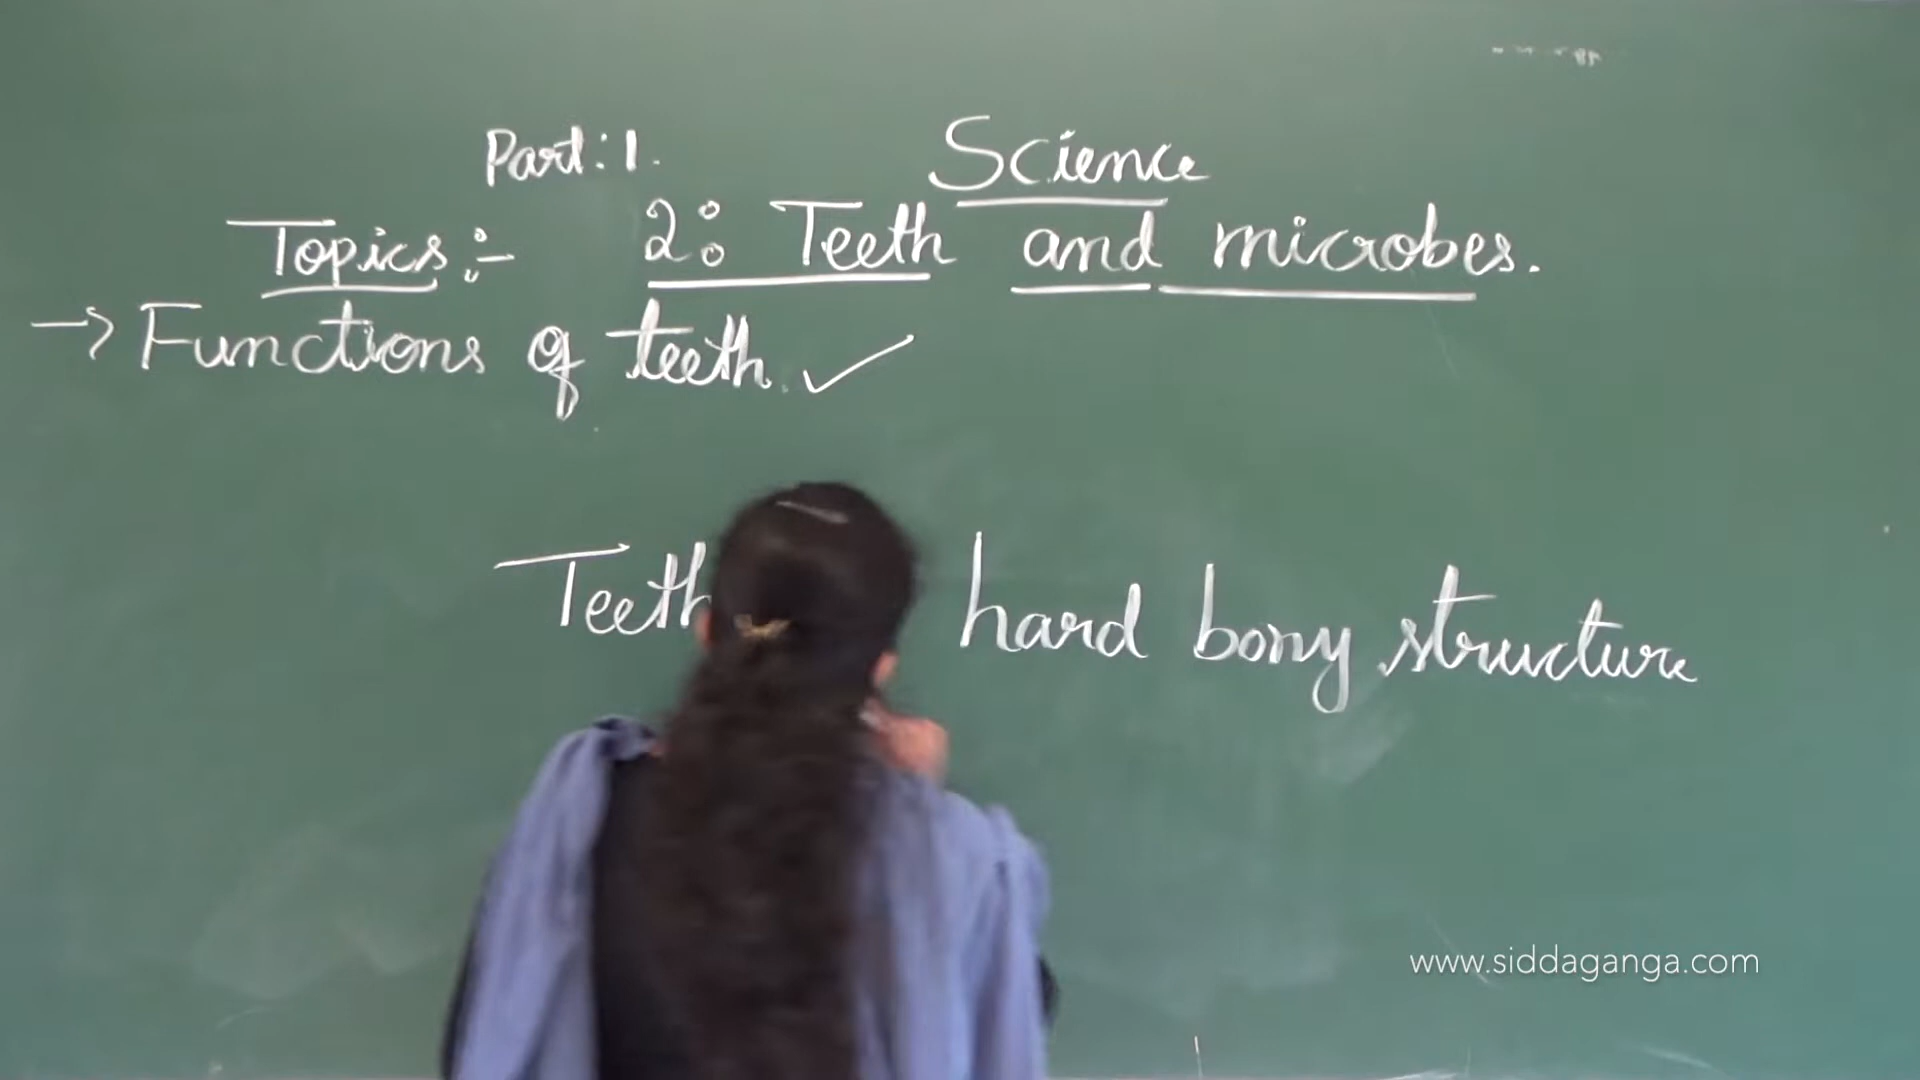 Part: 1.
Science
Topics:-
2: Teeth and microbes.
→ Functions of teeth. ✓
Teeth hard bony structure
www.siddaganga.com